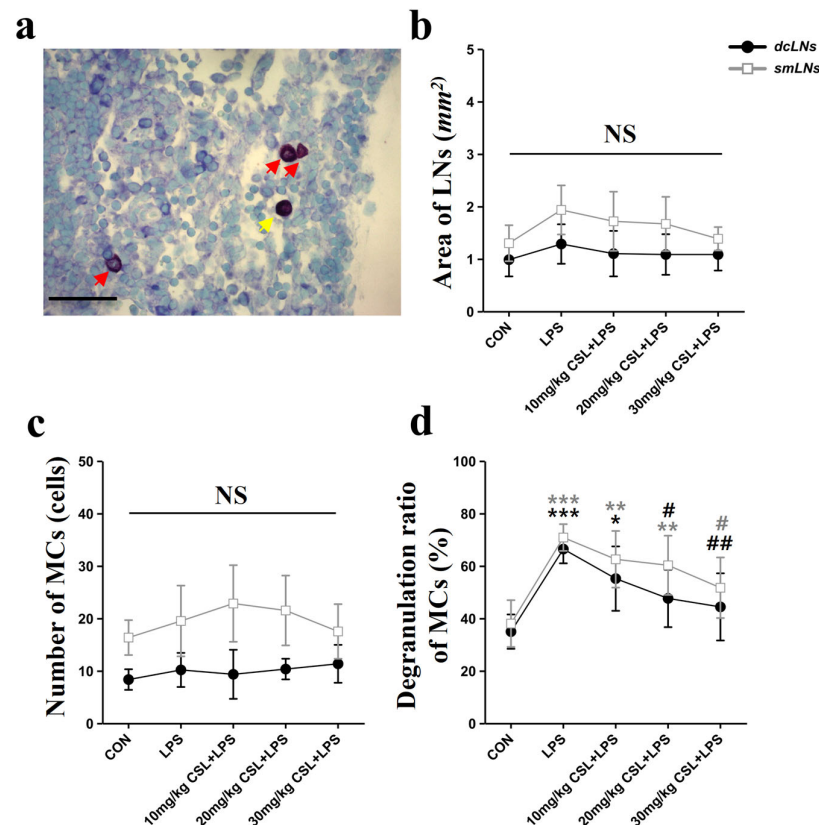 a
b
dcLNs
smLNs
Area of LNs (mm²)
5
4
3
2
1
0
NS
CON
LPS
10mg/kg CSL+LPS
20mg/kg CSL+LPS
30mg/kg CSL+LPS
c
Number of MCs (cells)
50
40
30
20
10
0
NS
CON
LPS
10mg/kg CSL+LPS
20mg/kg CSL+LPS
30mg/kg CSL+LPS
d
Degranulation ratio
of MCs (%)
100
80
60
40
20
0
***
***
**
*
#
**
#
##
CON
LPS
10mg/kg CSL+LPS
20mg/kg CSL+LPS
30mg/kg CSL+LPS